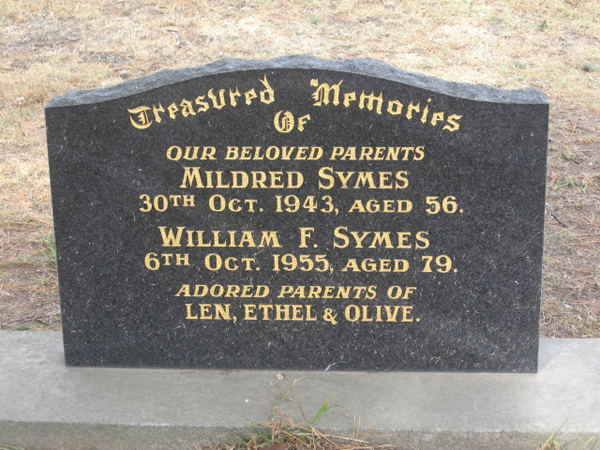 Treasured Memories
Of
OUR BELOVED PARENTS
MILDRED SYMES
30TH OCT. 1943, AGED 56.
WILLIAM F. SYMES
6TH OCT. 1955, AGED 79.
ADORED PARENTS OF
LEN, ETHEL & OLIVE.